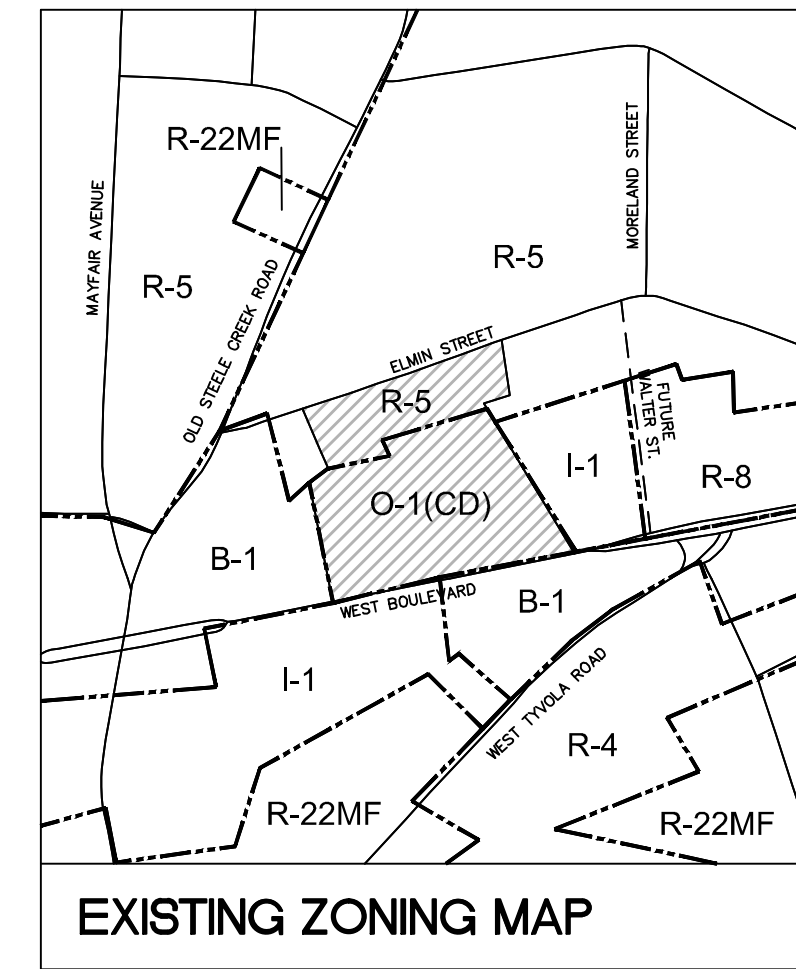 R-22MF
MORELAND STREET
MAYFAIR AVENUE
R-5
R-5
OLD STEELE CREEK ROAD
ELMIN STREET
R-5
FUTURE
WALTER ST.
I-1
R-8
O-1(CD)
B-1
WEST BOULEVARD
B-1
I-1
WEST TYVOLA ROAD
R-4
R-22MF
R-22MF
EXISTING ZONING MAP